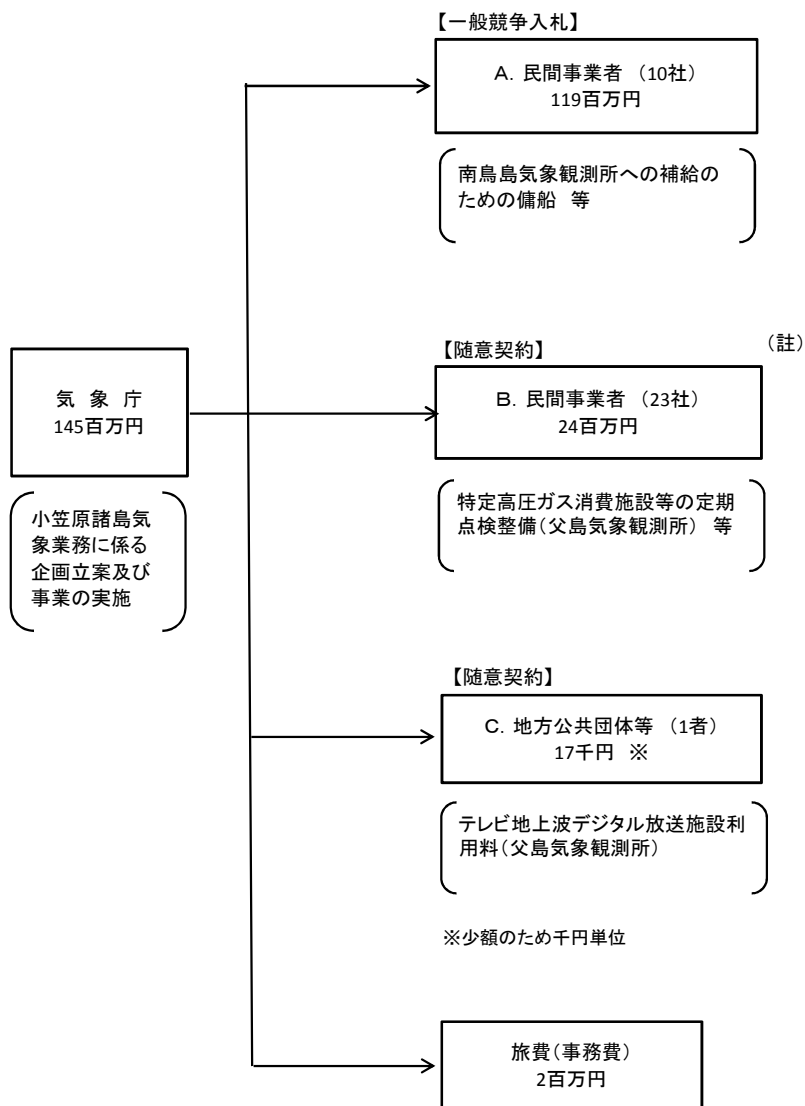 【一般競争入札】
A．民間事業者 （10社）
119百万円
南鳥島気象観測所への補給の
ための傭船 等
気 象 庁
145百万円
小笠原諸島気
象業務に係る
企画立案及び
事業の実施
【随意契約】
（註）
B．民間事業者 （23社）
24百万円
特定高圧ガス消費施設等の定期
点検整備（父島気象観測所） 等
【随意契約】
C．地方公共団体等 （1者）
17千円 ※
テレビ地上波デジタル放送施設利
用料（父島気象観測所）
※少額のため千円単位
旅費（事務費）
2百万円